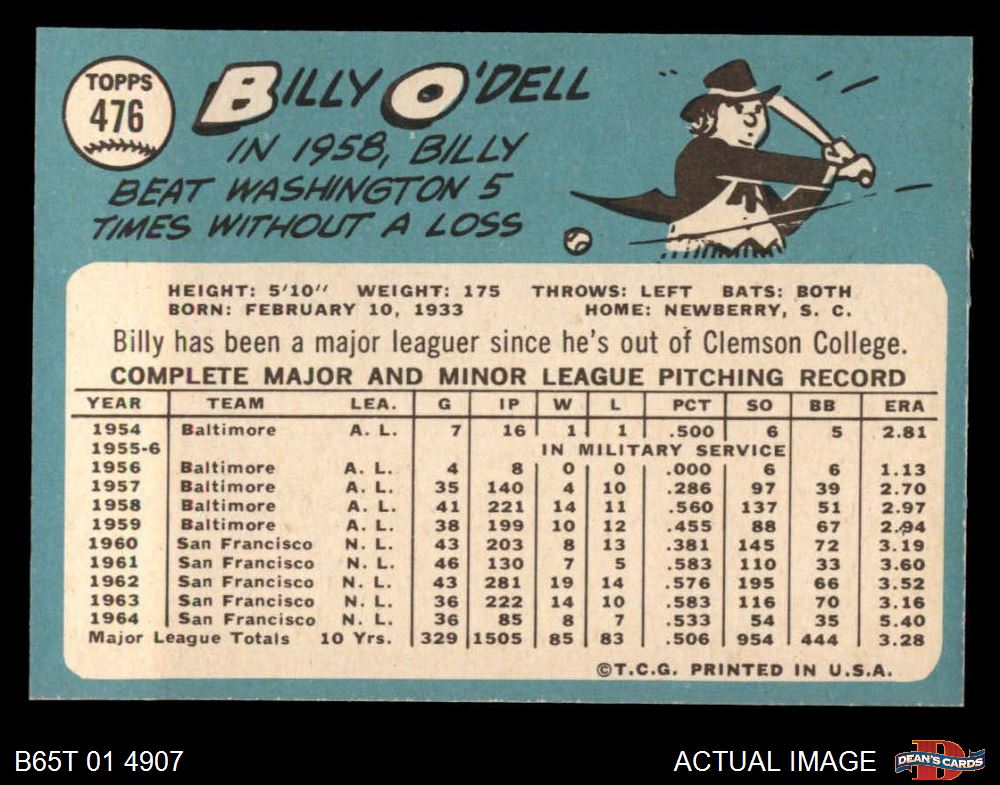 TOPPS
476
BILLY O'DELL
IN 1958, BILLY
BEAT WASHINGTON 5
TIMES WITHOUT A LOSS
HEIGHT: 5'10" WEIGHT: 175 THROWS: LEFT BATS: BOTH
BORN: FEBRUARY 10, 1933 HOME: NEWBERRY, S. C.
Billy has been a major leaguer since he's out of Clemson College.
COMPLETE MAJOR AND MINOR LEAGUE PITCHING RECORD
YEAR TEAM LEA. G IP W L PCT SO BB ERA
1954 Baltimore A. L. 7 16 1 1 .500 6 5 2.81
1955-6 IN MILITARY SERVICE
1956 Baltimore A. L. 4 8 0 0 .000 6 6 1.13
1957 Baltimore A. L. 35 140 4 10 .286 97 39 2.70
1958 Baltimore A. L. 41 221 14 11 .560 137 51 2.97
1959 Baltimore A. L. 38 199 10 12 .455 88 67 2.94
1960 San Francisco N. L. 43 203 8 13 .381 145 72 3.19
1961 San Francisco N. L. 46 130 7 5 .583 110 33 3.60
1962 San Francisco N. L. 43 281 19 14 .576 195 66 3.52
1963 San Francisco N. L. 36 222 14 10 .583 116 70 3.16
1964 San Francisco N. L. 36 85 8 7 .533 54 35 5.40
Major League Totals 10 Yrs. 329 1505 85 83 .506 954 444 3.28
©T.C.G. PRINTED IN U.S.A.
B65T 01 4907
ACTUAL IMAGE
D
DEAN'S CARDS